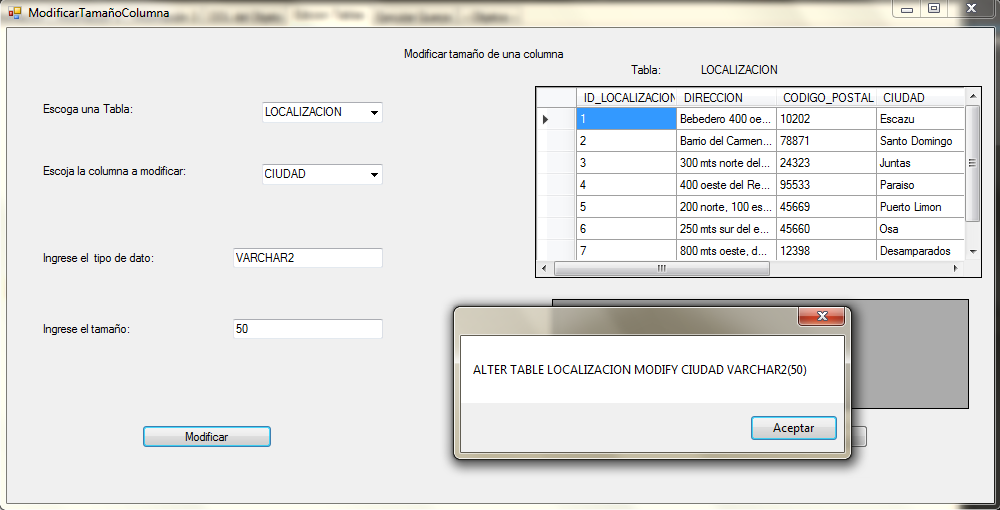 ModificarTamañoColumna
Modificar tamaño de una columna
Tabla: LOCALIZACION
Escoga una Tabla: LOCALIZACION
Escoja la columna a modificar: CIUDAD
Ingrese el tipo de dato: VARCHAR2
Ingrese el tamaño: 50
Modificar
ID_LOCALIZACION DIRECCION CODIGO_POSTAL CIUDAD
1 Bebedero 400 oe... 10202 Escazu
2 Barrio del Carmen... 78871 Santo Domingo
3 300 mts norte del... 24323 Juntas
4 400 oeste del Re... 95533 Paraiso
5 200 norte, 100 es... 45669 Puerto Limon
6 250 mts sur del e... 45660 Osa
7 800 mts oeste, d... 12398 Desamparados
ALTER TABLE LOCALIZACION MODIFY CIUDAD VARCHAR2(50)
Aceptar